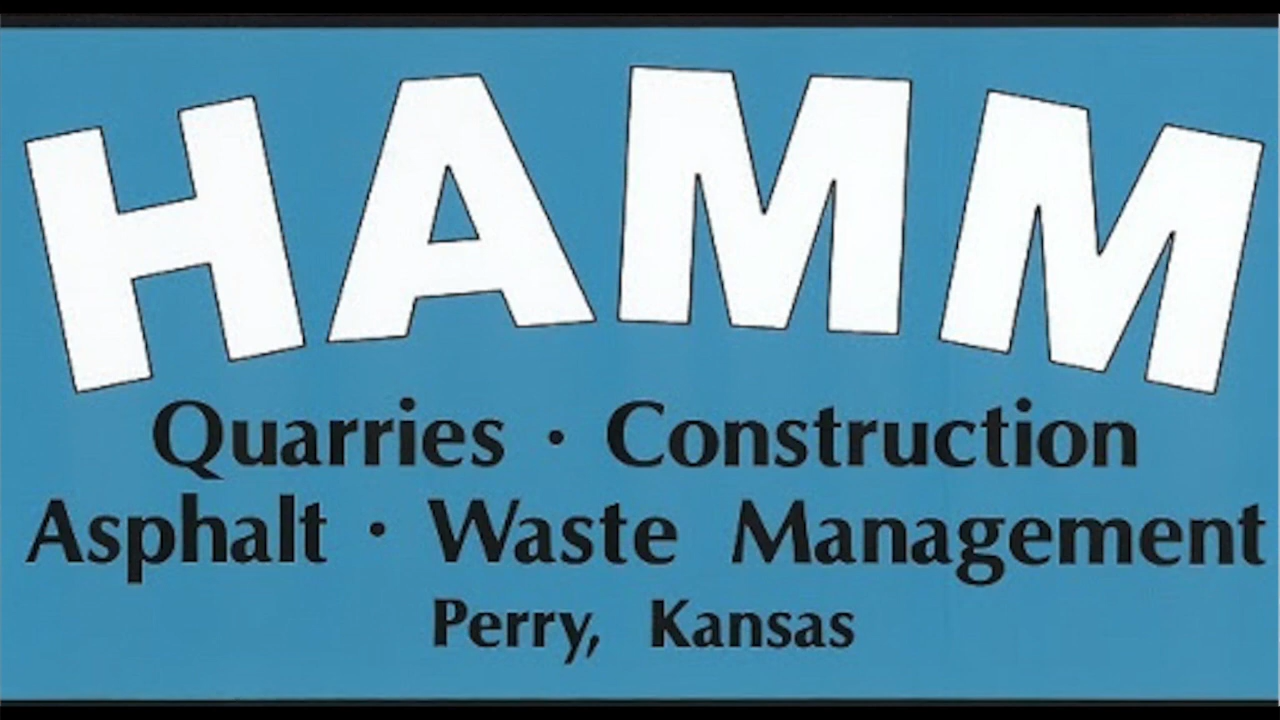 HAMM
Quarries · Construction
Asphalt · Waste Management
Perry, Kansas